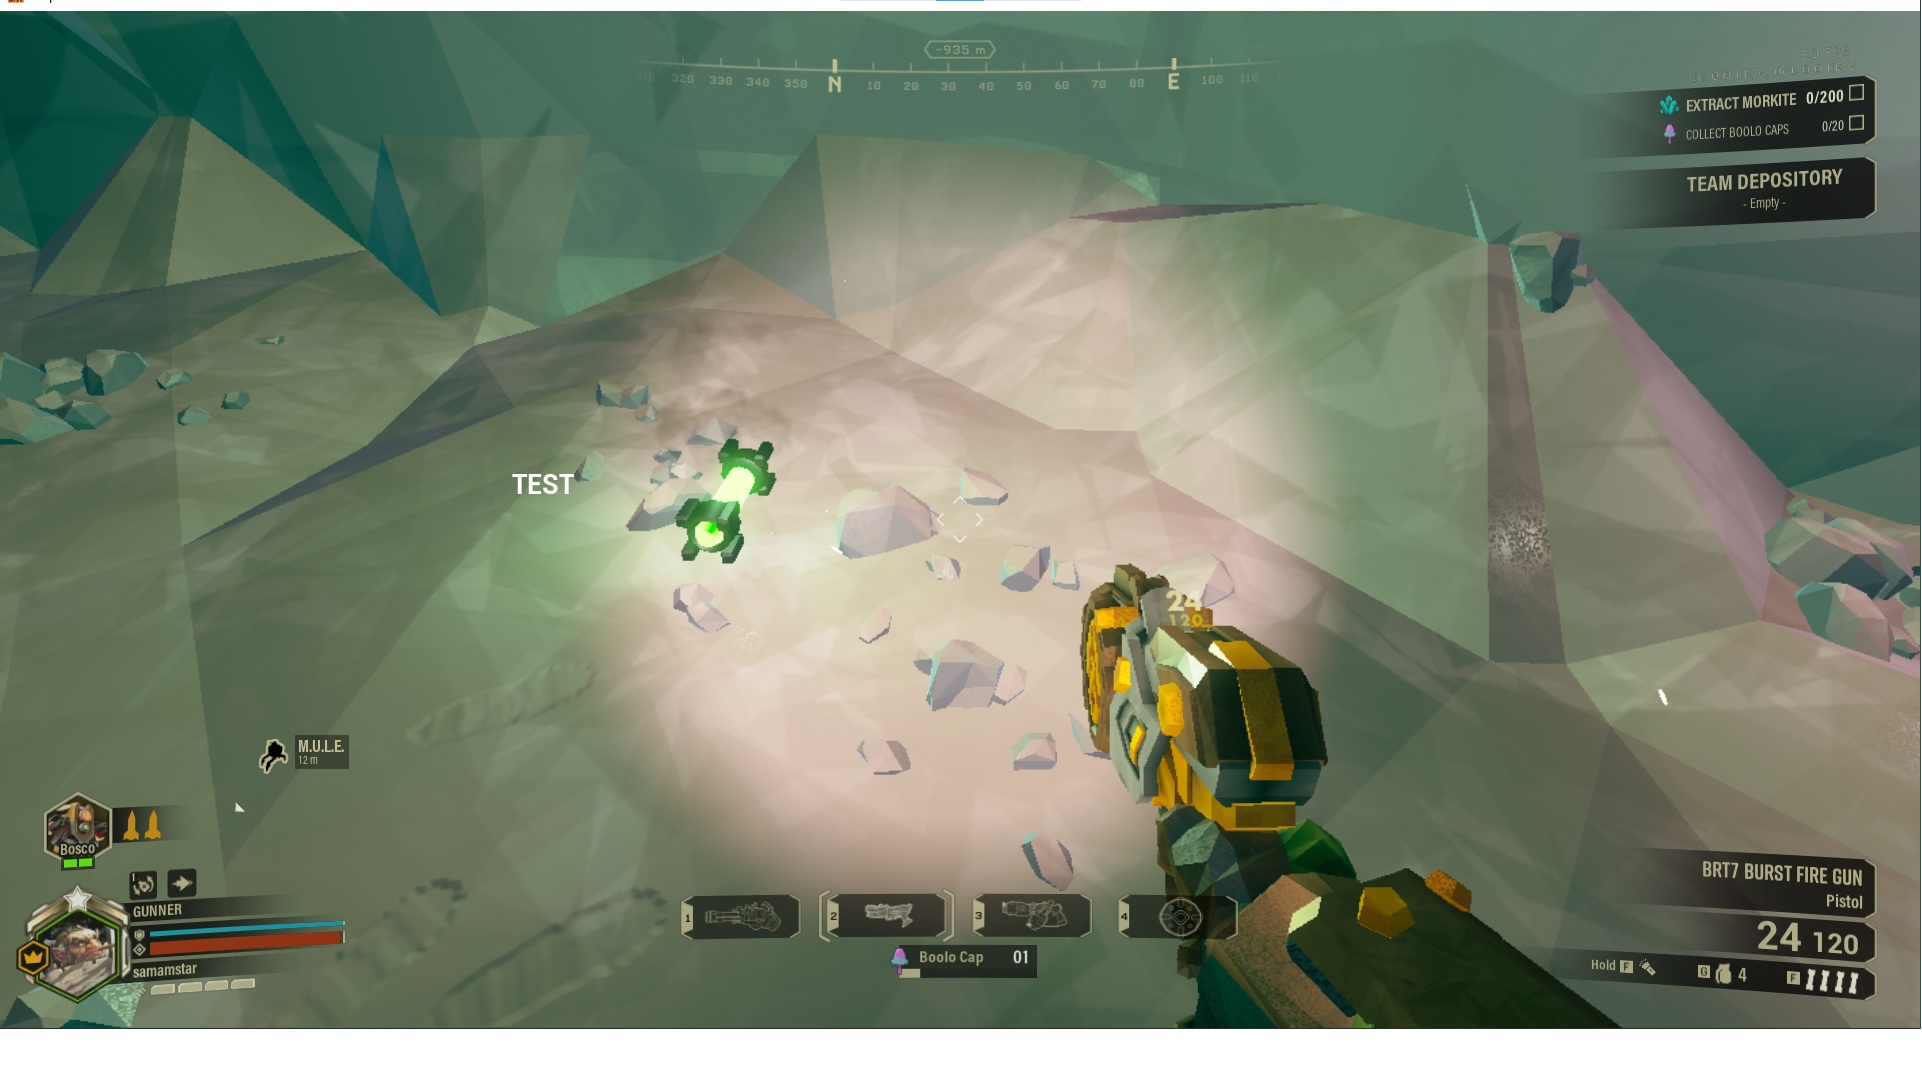 -935 m
320 330 340 350 N 10 20 30 40 50 60 70 80 E 100 110
EXTRACT MORKITE 0/200
COLLECT BOOLO CAPS 0/20
TEAM DEPOSITORY
- Empty -
TEST
24
120
M.U.L.E.
12 m
Bosco
GUNNER
samamstar
1 2 3 4
Boolo Cap 01
BRT7 BURST FIRE GUN
Pistol
24 120
Hold F G 4 F